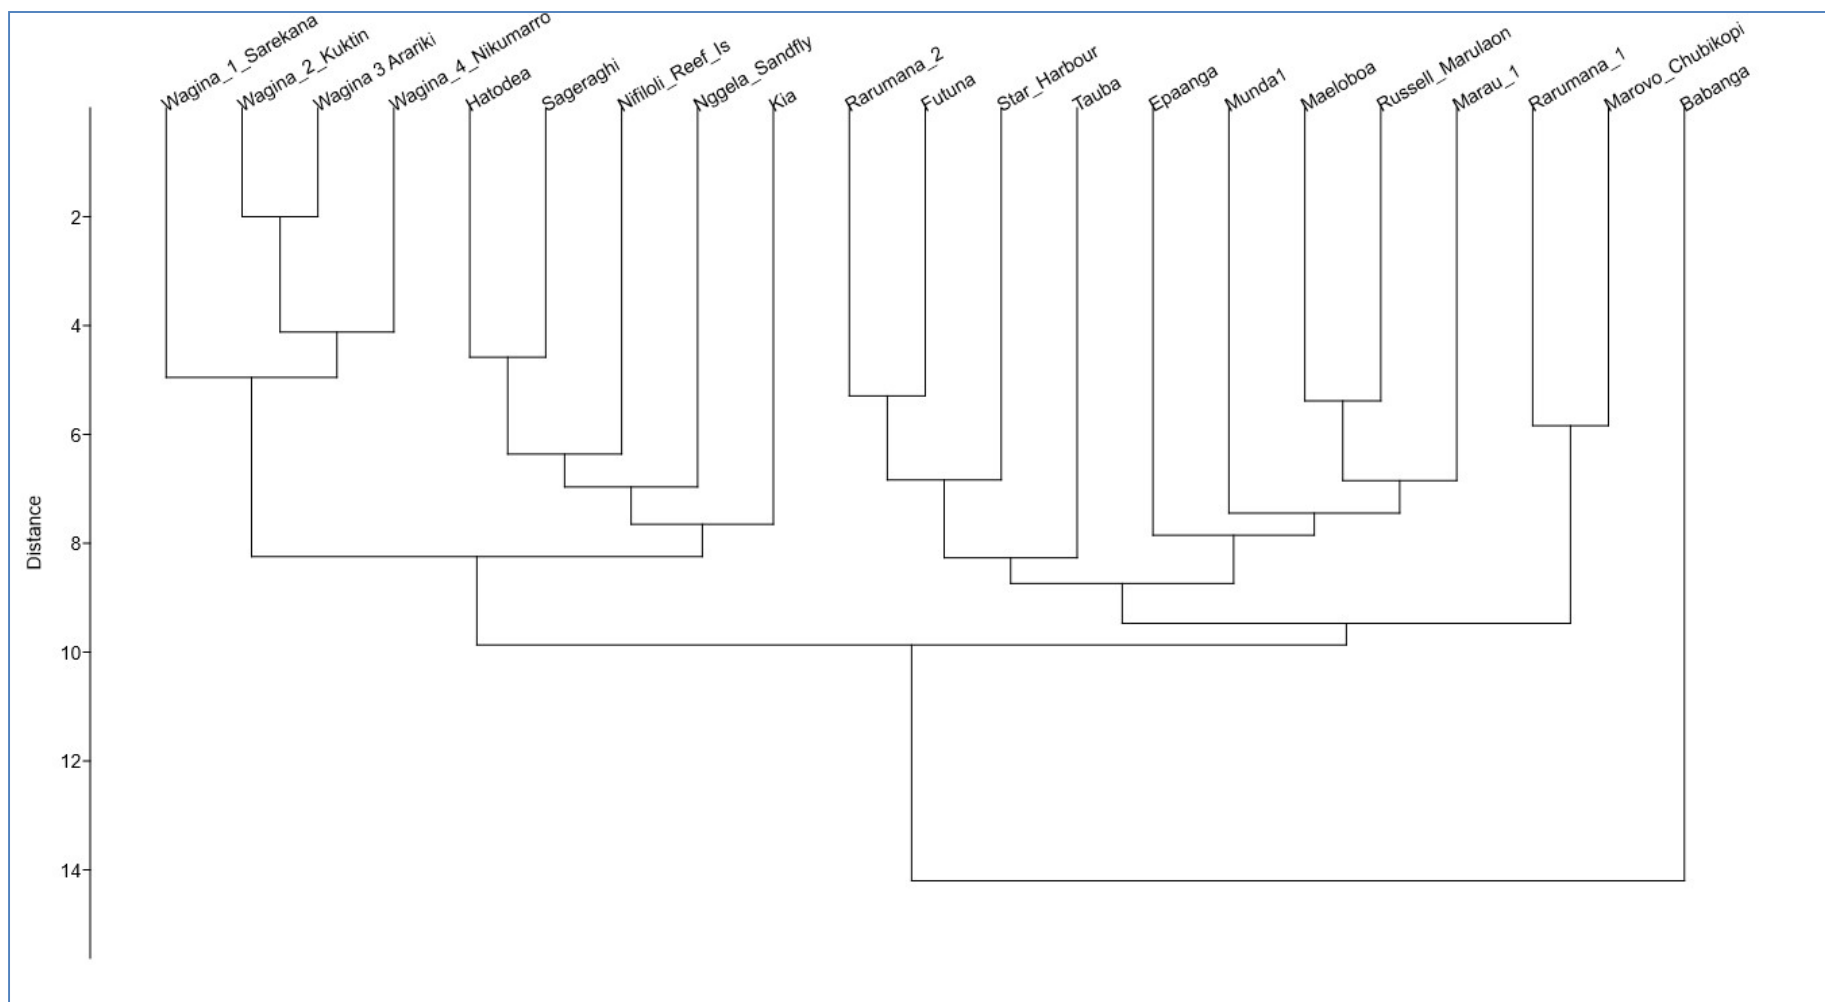 Wagina_1_Sarekana
Wagina_2_Kuktin
Wagina 3 Arariki
Wagina_4_Nikumarro
Hatodea
Sageraghi
Nifiloli_Reef_Is
Nggela_Sandfly
Kia
Rarumana_2
Futuna
Star_Harbour
Tauba
Epaanga
Munda1
Maeloboa
Russell_Marulaon
Marau_1
Rarumana_1
Marovo_Chubikopi
Babanga
2
4
6
8
10
12
14
Distance